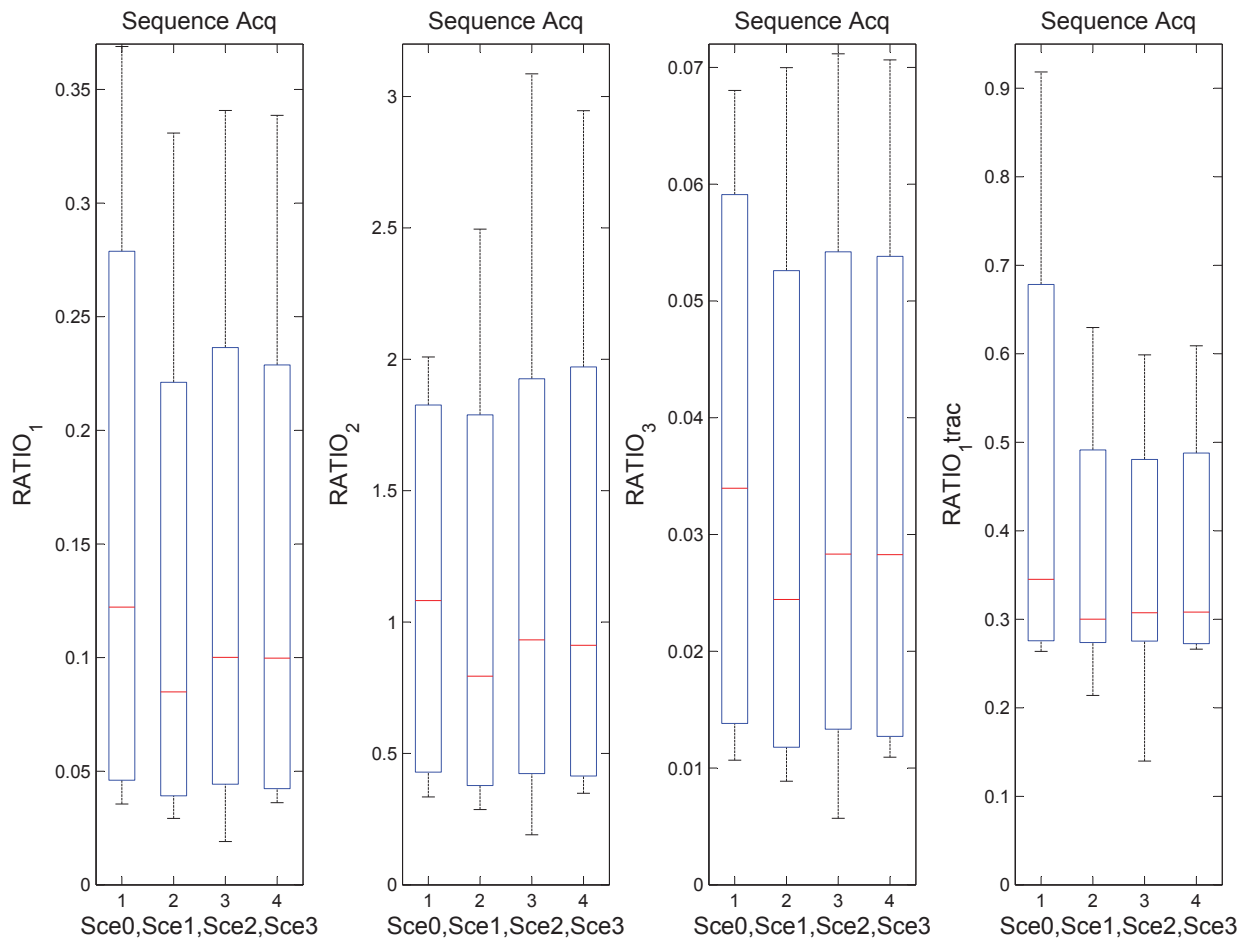 Sequence Acq
RATIO1
0.35
0.3
0.25
0.2
0.15
0.1
0.05
0
1 2 3 4
Sce0,Sce1,Sce2,Sce3
Sequence Acq
RATIO2
3
2.5
2
1.5
1
0.5
0
1 2 3 4
Sce0,Sce1,Sce2,Sce3
Sequence Acq
RATIO3
0.07
0.06
0.05
0.04
0.03
0.02
0.01
0
1 2 3 4
Sce0,Sce1,Sce2,Sce3
Sequence Acq
RATIO1trac
0.9
0.8
0.7
0.6
0.5
0.4
0.3
0.2
0.1
0
1 2 3 4
Sce0,Sce1,Sce2,Sce3